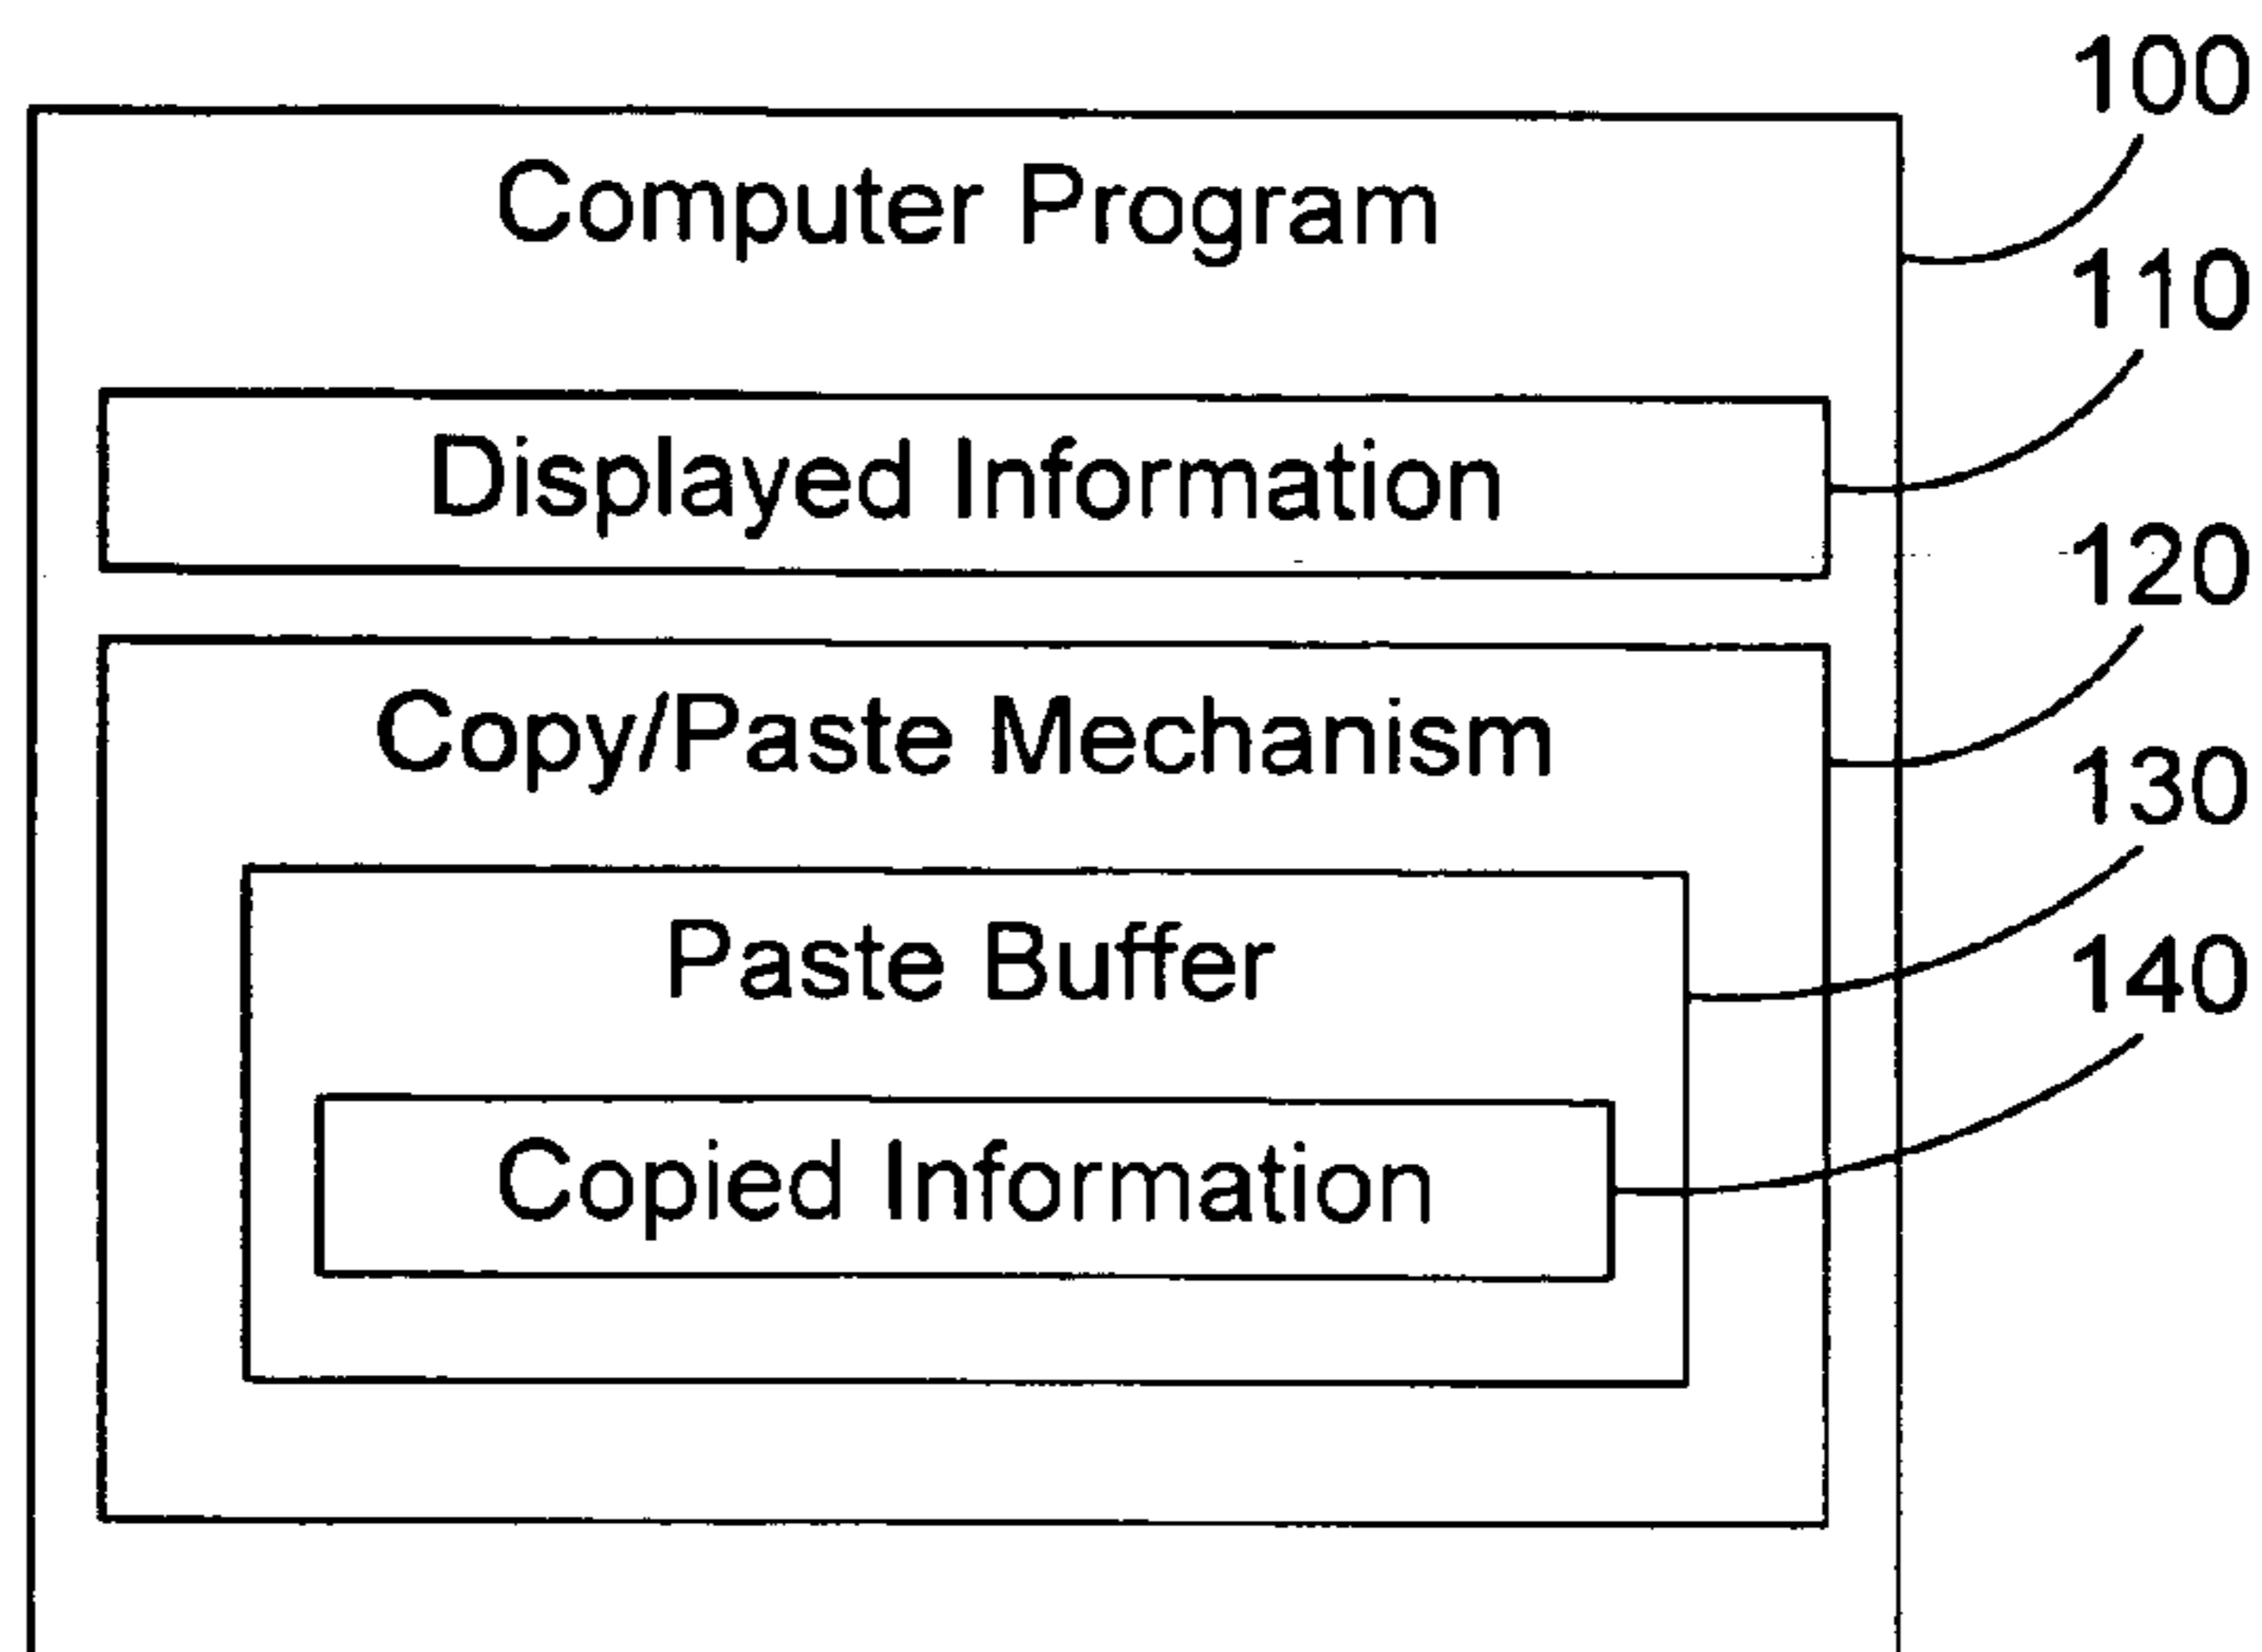 100
Computer Program
110
Displayed Information
120
Copy/Paste Mechanism
130
Paste Buffer
140
Copied Information